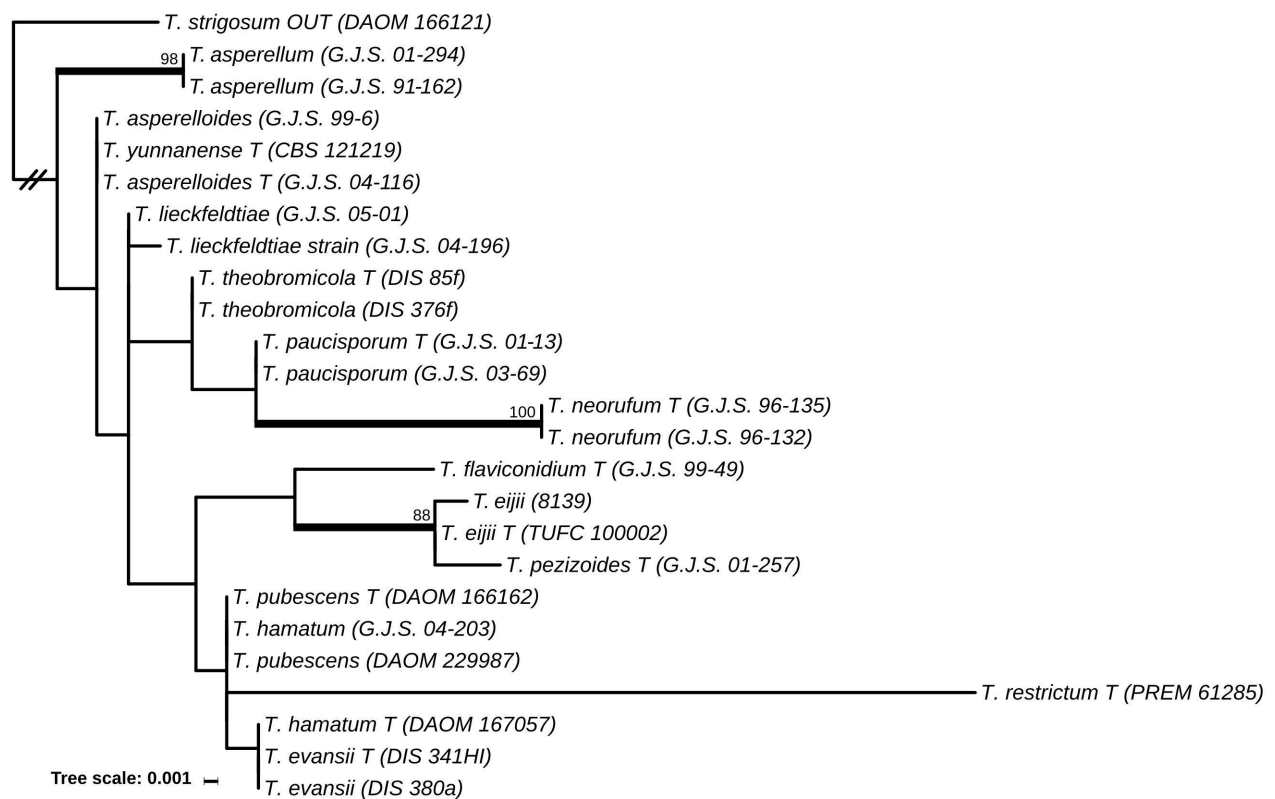 T. strigosum OUT (DAOM 166121)
98
T. asperellum (G.J.S. 01-294)
T. asperellum (G.J.S. 91-162)
T. asperelloides (G.J.S. 99-6)
T. yunnanense T (CBS 121219)
T. asperelloides T (G.J.S. 04-116)
T. lieckfeldtiae (G.J.S. 05-01)
T. lieckfeldtiae strain (G.J.S. 04-196)
T. theobromicola T (DIS 85f)
T. theobromicola (DIS 376f)
T. paucisporum T (G.J.S. 01-13)
T. paucisporum (G.J.S. 03-69)
100
T. neorufum T (G.J.S. 96-135)
T. neorufum (G.J.S. 96-132)
T. flaviconidium T (G.J.S. 99-49)
T. eijii (8139)
88
T. eijii T (TUFC 100002)
T. pezizoides T (G.J.S. 01-257)
T. pubescens T (DAOM 166162)
T. hamatum (G.J.S. 04-203)
T. pubescens (DAOM 229987)
T. restrictum T (PREM 61285)
T. hamatum T (DAOM 167057)
T. evansii T (DIS 341HI)
T. evansii (DIS 380a)
Tree scale: 0.001